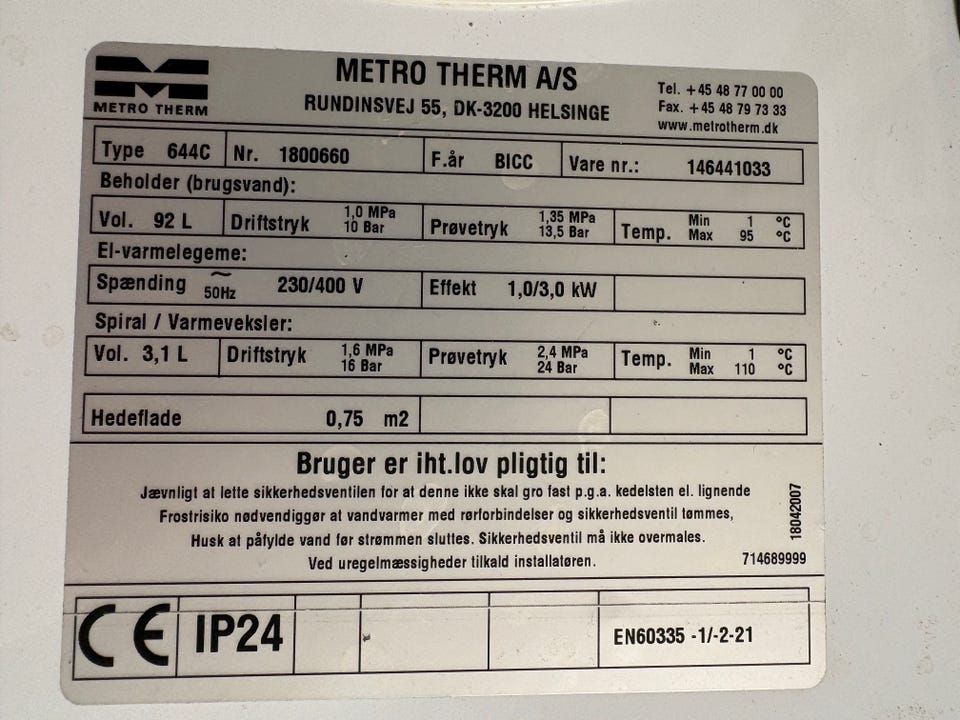 METRO THERM
METRO THERM A/S
RUNDINSVEJ 55, DK-3200 HELSINGE
Tel. +45 48 77 00 00
Fax. +45 48 79 73 33
www.metrotherm.dk
Type 644C Nr. 1800660 F.år BICC Vare nr.: 146441033
Beholder (brugsvand):
Vol. 92 L Driftstryk 1,0 MPa 10 Bar Prøvetryk 1,35 MPa 13,5 Bar Temp. Min 1 °C Max 95 °C
El-varmelegeme:
Spænding ~ 50Hz 230/400 V Effekt 1,0/3,0 kW
Spiral / Varmeveksler:
Vol. 3,1 L Driftstryk 1,6 MPa 16 Bar Prøvetryk 2,4 MPa 24 Bar Temp. Min 1 °C Max 110 °C
Hedeflade 0,75 m2
Bruger er iht.lov pligtig til:
Jævnligt at lette sikkerhedsventilen for at denne ikke skal gro fast p.g.a. kedelsten el. lignende
Frostrisiko nødvendiggør at vandvarmer med rørforbindelser og sikkerhedsventil tømmes,
Husk at påfylde vand før strømmen sluttes. Sikkerhedsventil må ikke overmales.
Ved uregelmæssigheder tilkald installatøren.
18042007
714689999
CE IP24 EN60335 -1/-2-21